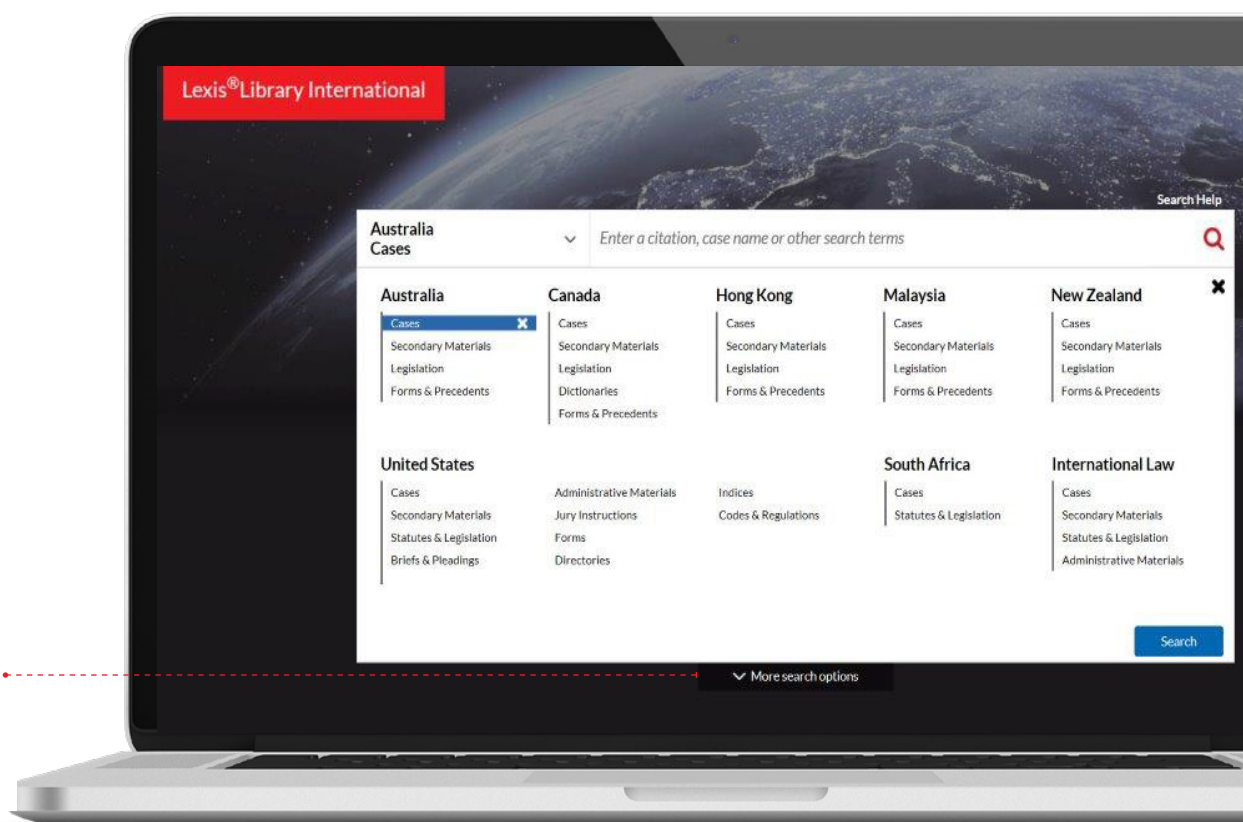 Lexis®Library International
Search Help
Australia
Cases
Enter a citation, case name or other search terms
Australia
Cases
Secondary Materials
Legislation
Forms & Precedents
Canada
Cases
Secondary Materials
Legislation
Dictionaries
Forms & Precedents
Hong Kong
Cases
Secondary Materials
Legislation
Forms & Precedents
Malaysia
Cases
Secondary Materials
Legislation
Forms & Precedents
New Zealand
Cases
Secondary Materials
Legislation
Forms & Precedents
United States
Cases
Secondary Materials
Statutes & Legislation
Briefs & Pleadings
Administrative Materials
Jury Instructions
Forms
Directories
Indices
Codes & Regulations
South Africa
Cases
Statutes & Legislation
International Law
Cases
Secondary Materials
Statutes & Legislation
Administrative Materials
Search
More search options